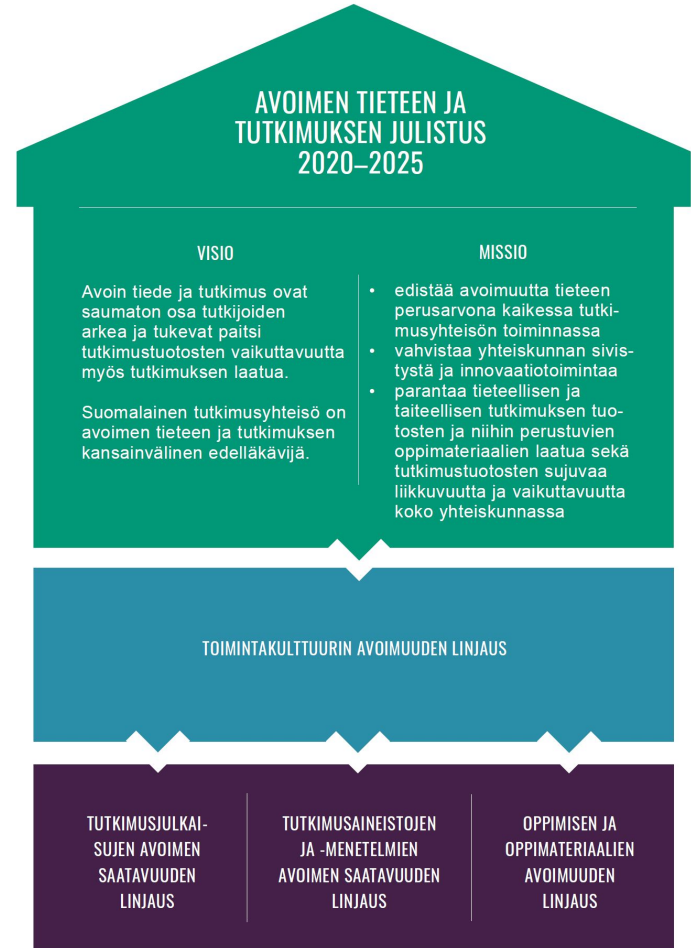 AVOIMEN TIETEEN JA
TUTKIMUKSEN JULISTUS
2020–2025
VISIO
Avoin tiede ja tutkimus ovat
saumaton osa tutkijoiden
arkea ja tukevat paitsi
tutkimustuotosten vaikuttavuutta
myös tutkimuksen laatua.
Suomalainen tutkimusyhteisö on
avoimen tieteen ja tutkimuksen
kansainvälinen edelläkävijä.
MISSIO
• edistää avoimuutta tieteen
perusarvona kaikessa tutki-
musyhteisön toiminnassa
• vahvistaa yhteiskunnan sivis-
tystä ja innovaatiotoimintaa
• parantaa tieteellisen ja
taiteellisen tutkimuksen tuo-
tosten ja niihin perustuvien
oppimateriaalien laatua sekä
tutkimustuotosten sujuvaa
liikkuvuutta ja vaikuttavuutta
koko yhteiskunnassa
TOIMINTAKULTTUURIN AVOIMUUDEN LINJAUS
TUTKIMUSJULKAI-
SUJEN AVOIMEN
SAATAVUUDEN
LINJAUS
TUTKIMUSAINEISTOJEN
JA -MENETELMIEN
AVOIMEN SAATAVUUDEN
LINJAUS
OPPIMISEN JA
OPPIMATERIAALIEN
AVOIMUUDEN
LINJAUS